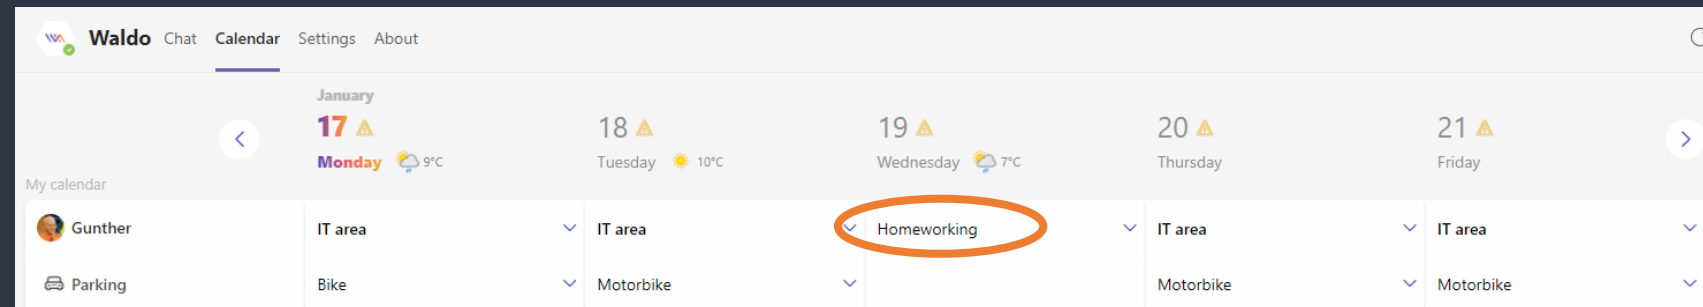 Waldo Chat Calendar Settings About
January
17 18 19 20 21
Monday 9°C Tuesday 10°C Wednesday 7°C Thursday Friday
My calendar
Gunther IT area IT area Homeworking IT area IT area
Parking Bike Motorbike Motorbike Motorbike